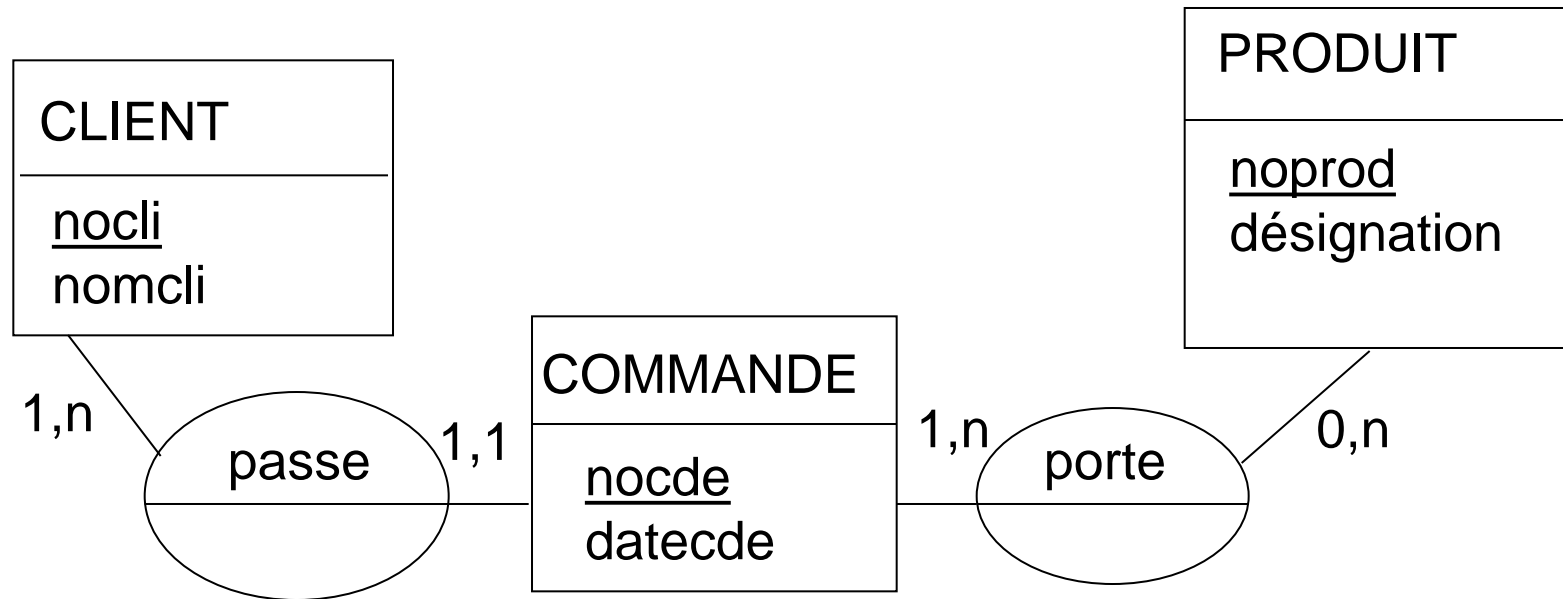 CLIENT
nocli
nomcli
1,n
passe
1,1
COMMANDE
nocde
datecde
1,n
porte
0,n
PRODUIT
noprod
désignation